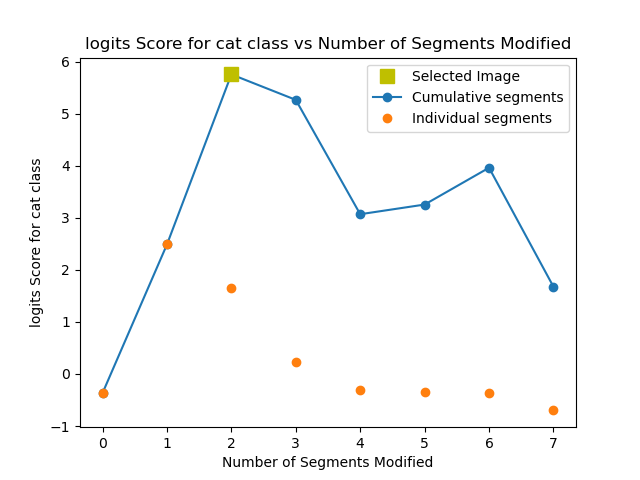 logits Score for cat class vs Number of Segments Modified
6
5
4
3
2
1
0
−1
logits Score for cat class
Selected Image
Cumulative segments
Individual segments
0 1 2 3 4 5 6 7
Number of Segments Modified